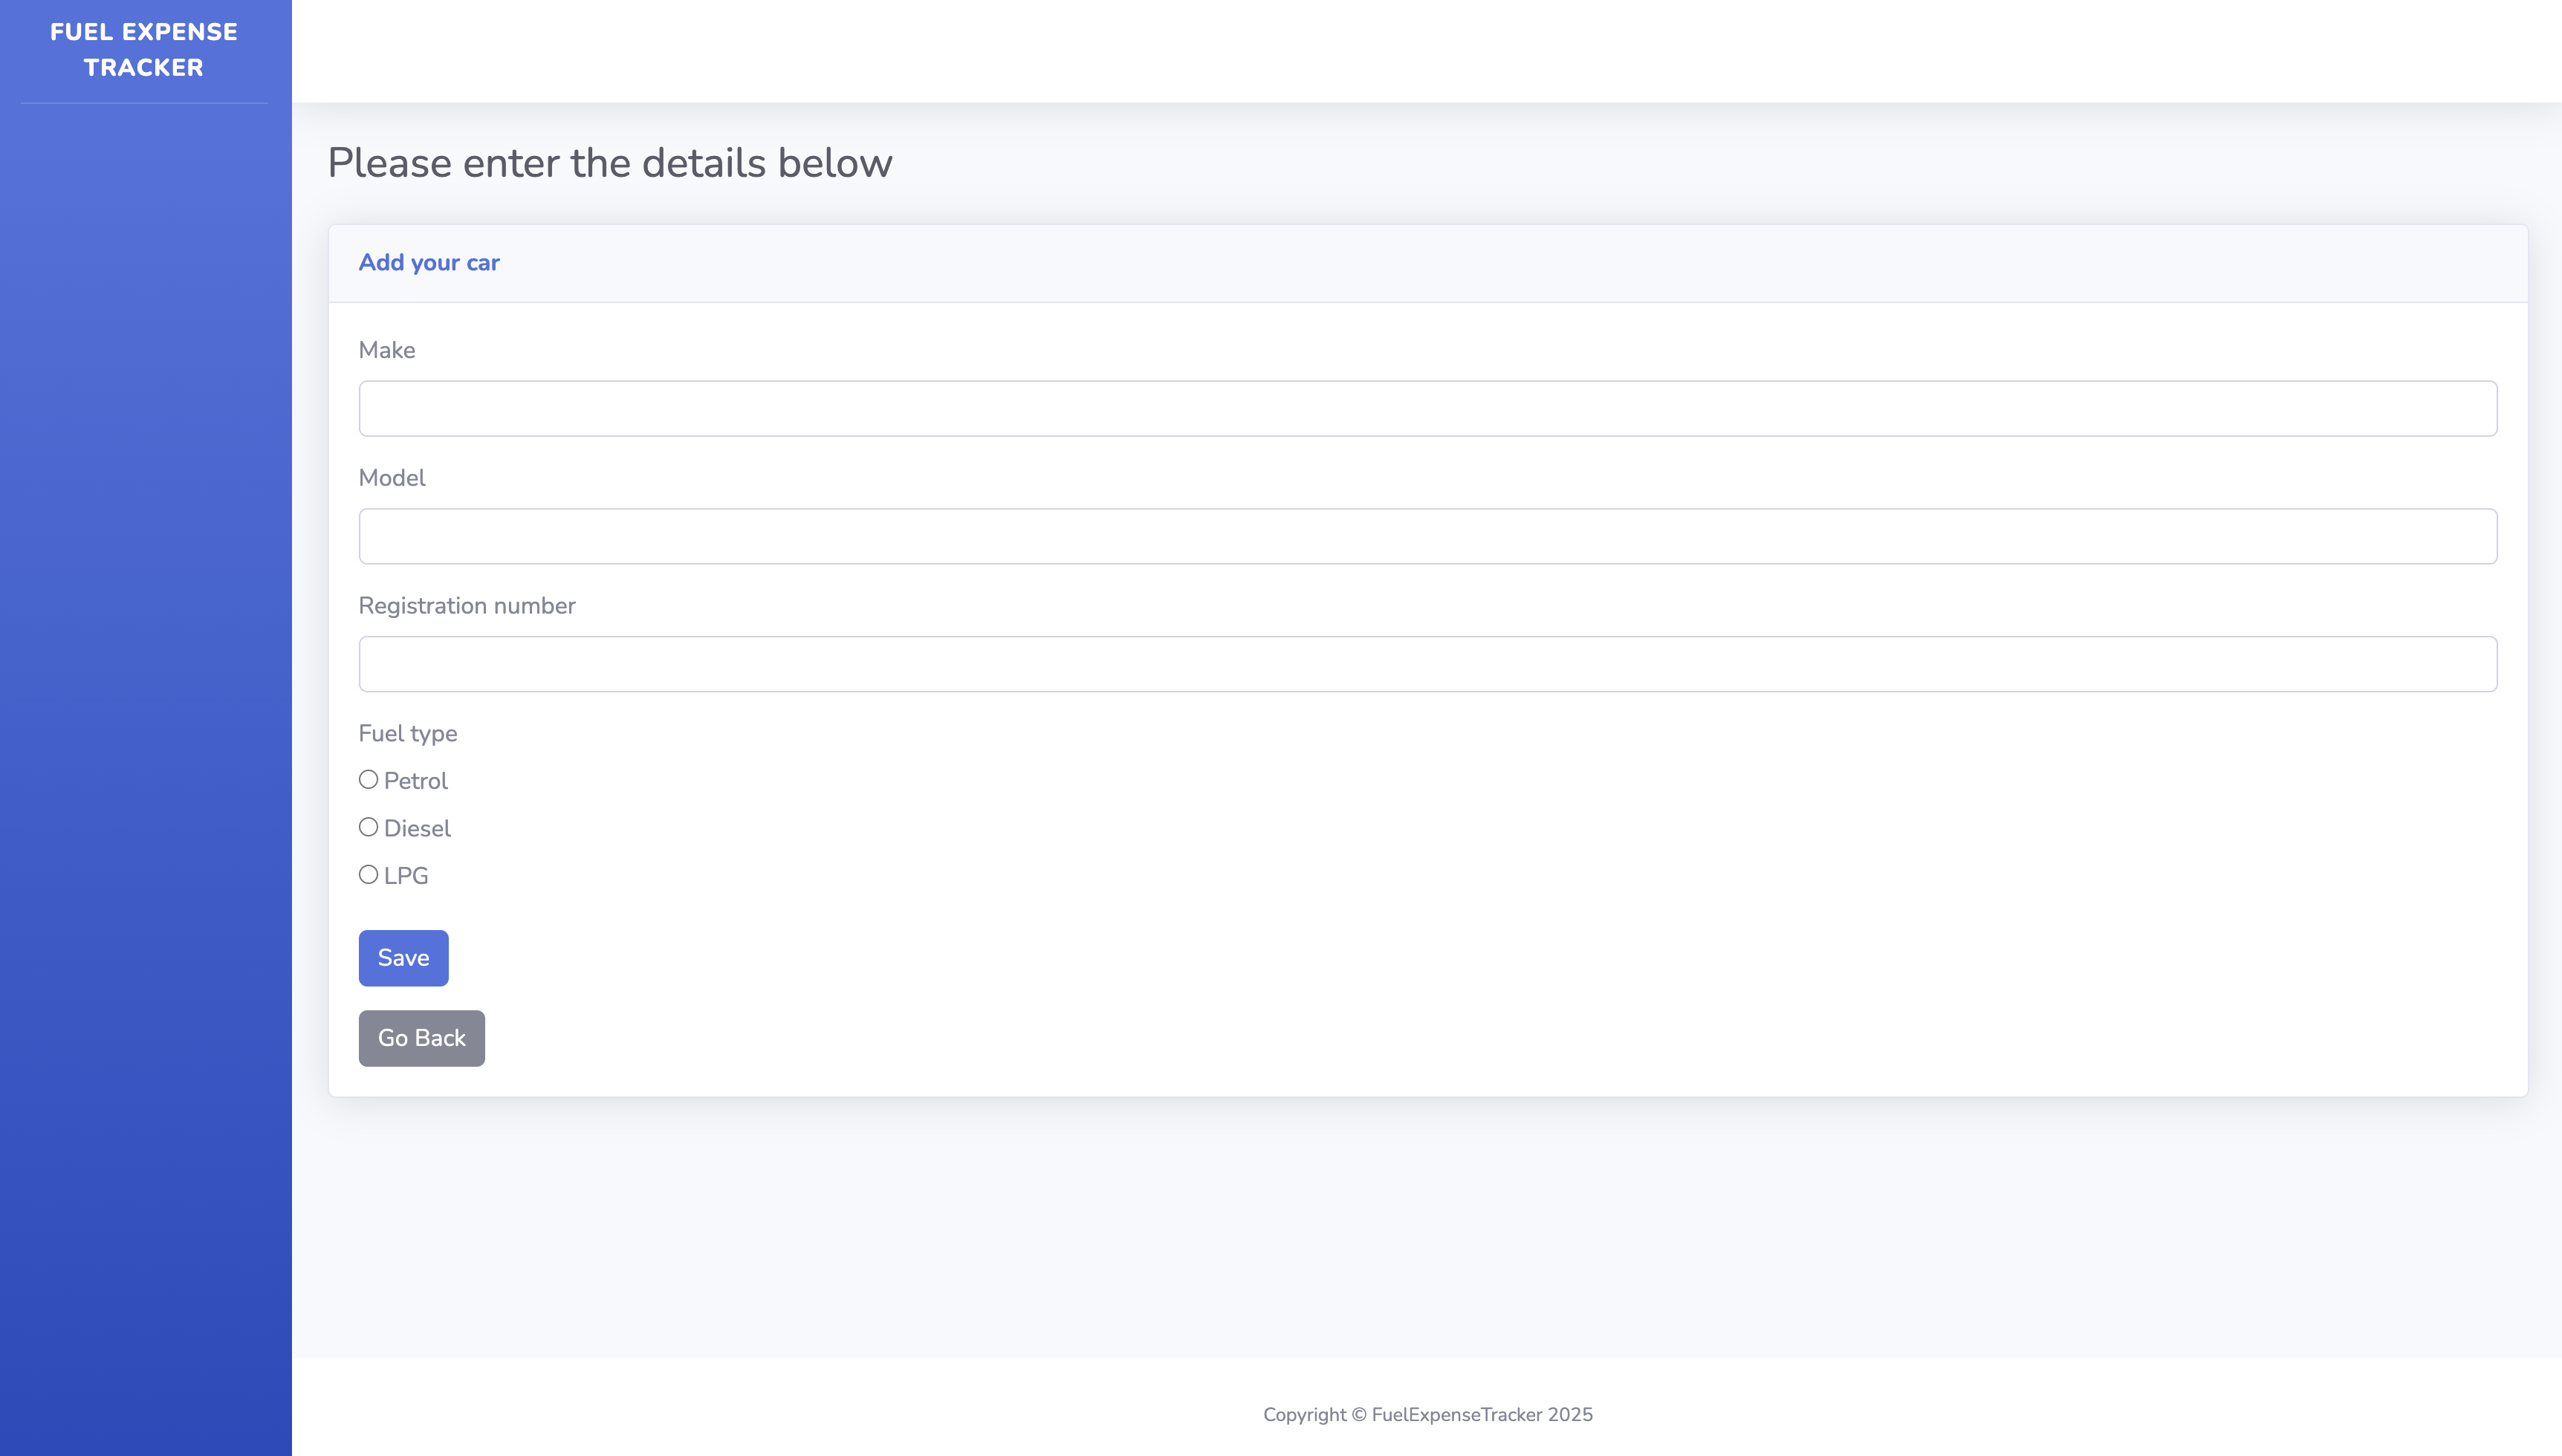 FUEL EXPENSE
TRACKER
Please enter the details below
Add your car
Make
Model
Registration number
Fuel type
Petrol
Diesel
LPG
Save
Go Back
Copyright © FuelExpenseTracker 2025